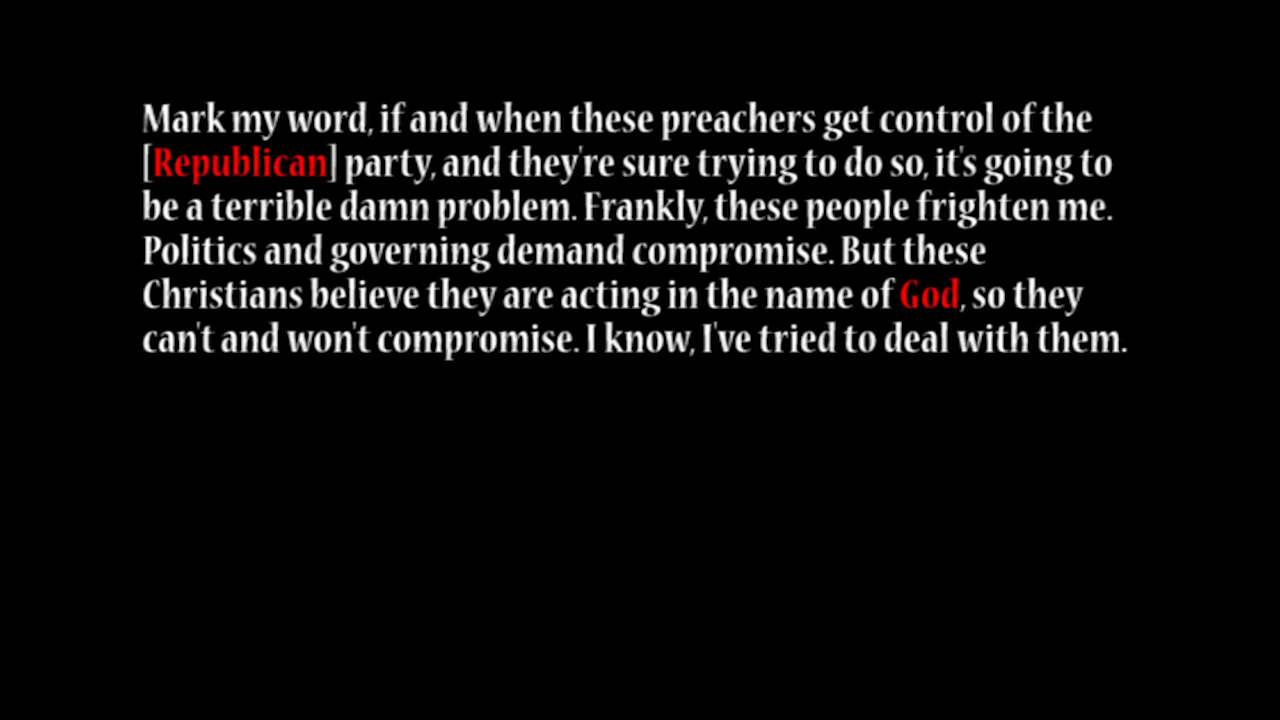 Mark my word, if and when these preachers get control of the
[Republican] party, and they're sure trying to do so, it's going to
be a terrible damn problem. Frankly, these people frighten me.
Politics and governing demand compromise. But these
Christians believe they are acting in the name of God, so they
can't and won't compromise. I know, I've tried to deal with them.